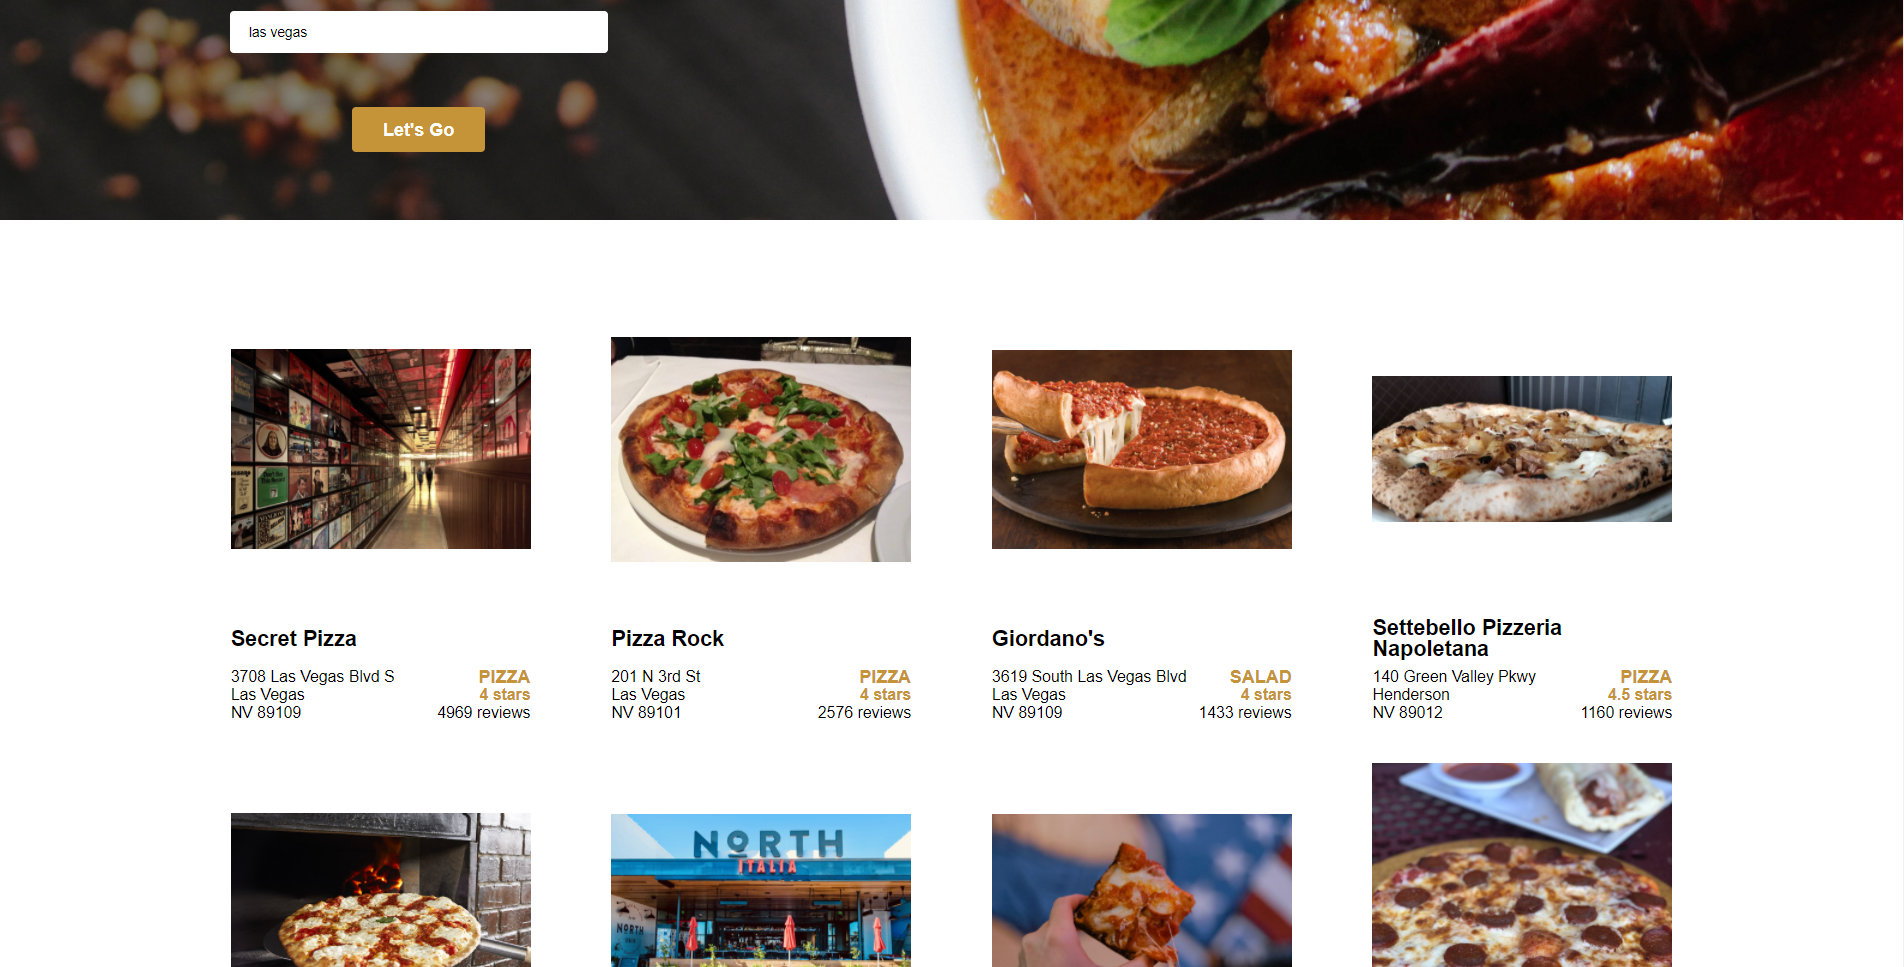 las vegas
Let's Go
Secret Pizza
3708 Las Vegas Blvd S
Las Vegas
NV 89109
PIZZA
4 stars
4969 reviews
Pizza Rock
201 N 3rd St
Las Vegas
NV 89101
PIZZA
4 stars
2576 reviews
Giordano's
3619 South Las Vegas Blvd
Las Vegas
NV 89109
SALAD
4 stars
1433 reviews
Settebello Pizzeria
Napoletana
140 Green Valley Pkwy
Henderson
NV 89012
PIZZA
4.5 stars
1160 reviews
NORTH
ITALIA
NORTH